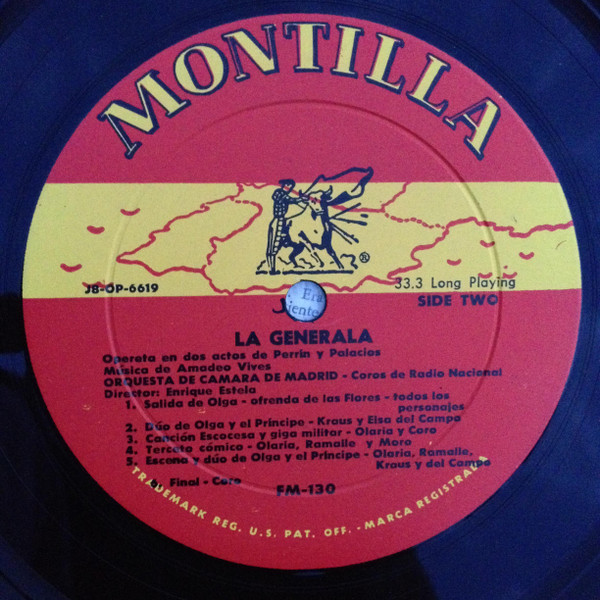 MONTILLA
®
J8-OP-6619
33.3 Long Playing
SIDE TWO
Era
iente
LA GENERALA
Opereta en dos actos de Perrin y Palacios
Música de Amadeo Vives
ORQUESTA DE CAMARA DE MADRID - Coros de Radio Nacional
Director: Enrique Estela
1. Salida de Olga - ofrenda de las Flores - todos los
personajes
2. Dúo de Olga y el Príncipe - Kraus y Elsa del Campo
3. Canción Escocesa y giga militar - Olaria y Coro
4. Terceto cómico - Olaria, Ramalle y Moro
5. Escena y dúo de Olga y el Príncipe - Olaria, Ramalle,
Kraus y del Campo
6. Final - Coro
FM-130
TRADEMARK REG. U.S. PAT. OFF. - MARCA REGISTRADA